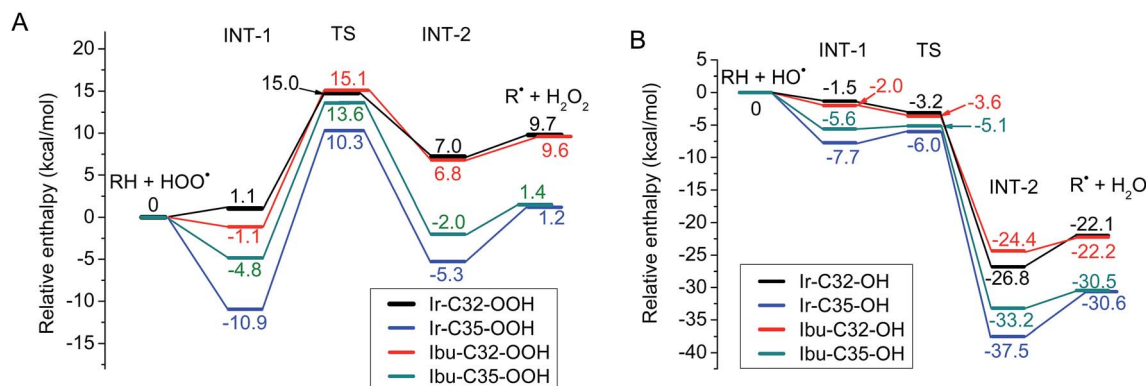 A
INT-1
TS
INT-2
Relative enthalpy (kcal/mol)
20
15
10
5
0
-5
-10
-15
RH + HOO•
0
1.1
-1.1
-4.8
-10.9
15.0
15.1
13.6
10.3
7.0
6.8
-2.0
-5.3
R• + H2O2
9.7
9.6
1.4
1.2
Ir-C32-OOH
Ir-C35-OOH
Ibu-C32-OOH
Ibu-C35-OOH
B
INT-1
TS
INT-2
Relative enthalpy (kcal/mol)
5
0
-5
-10
-15
-20
-25
-30
-35
-40
RH + HO•
0
-1.5
-2.0
-5.6
-7.7
-3.2
-3.6
-5.1
-6.0
-24.4
-26.8
-33.2
-37.5
R• + H2O
-22.1
-22.2
-30.5
-30.6
Ir-C32-OH
Ir-C35-OH
Ibu-C32-OH
Ibu-C35-OH